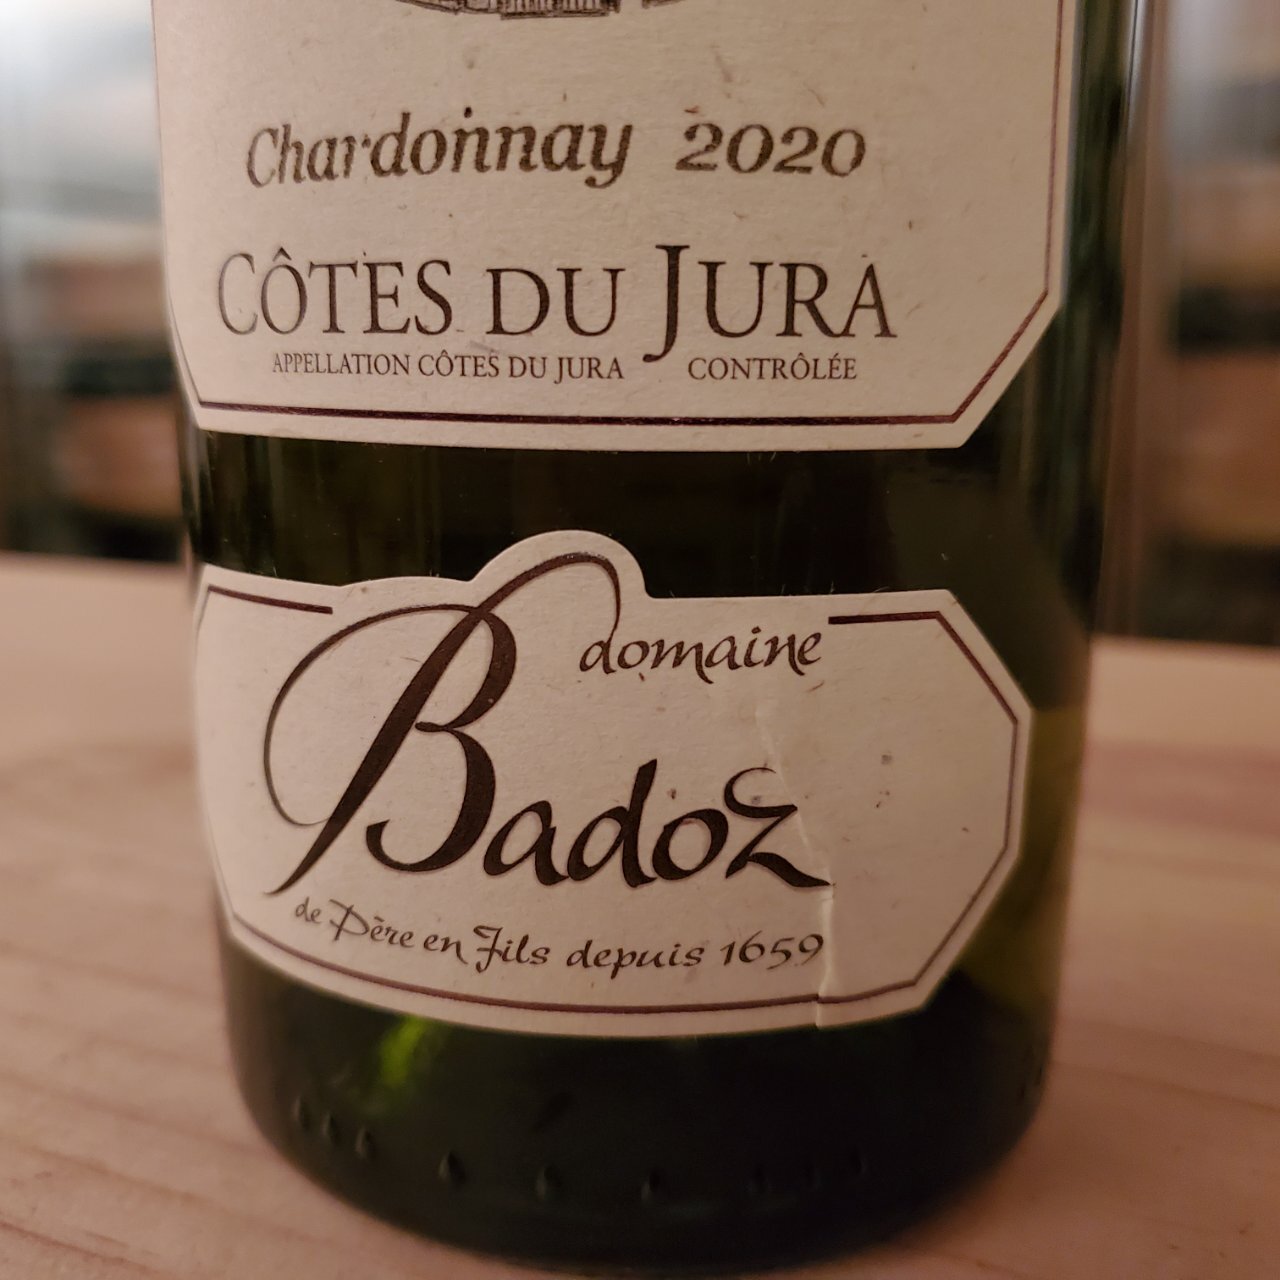 Chardonnay 2020
CÔTES DU JURA
APPELLATION CÔTES DU JURA CONTRÔLÉE
domaine
Badoz
de Père en Fils depuis 1659